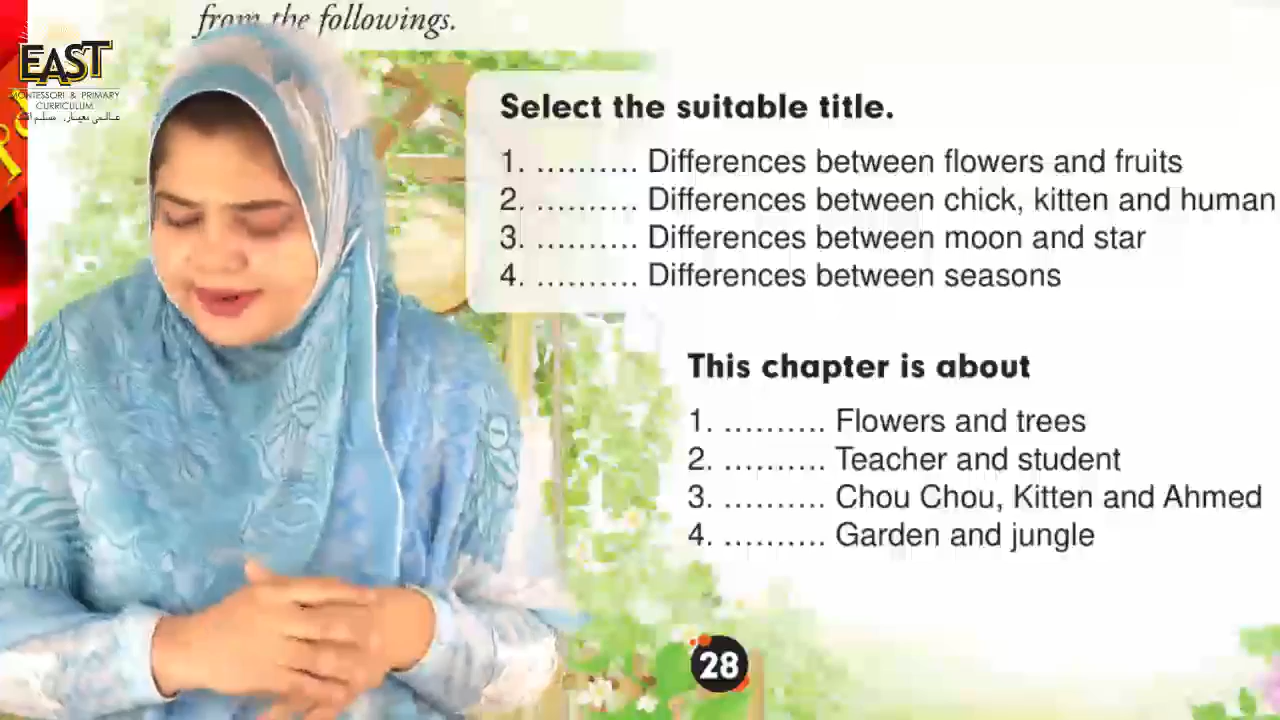 from the followings.
EAST
MONTESSORI & PRIMARY
CURRICULUM
Select the suitable title.
1. .......... Differences between flowers and fruits
2. .......... Differences between chick, kitten and human
3. .......... Differences between moon and star
4. .......... Differences between seasons
This chapter is about
1. .......... Flowers and trees
2. .......... Teacher and student
3. .......... Chou Chou, Kitten and Ahmed
4. .......... Garden and jungle
28